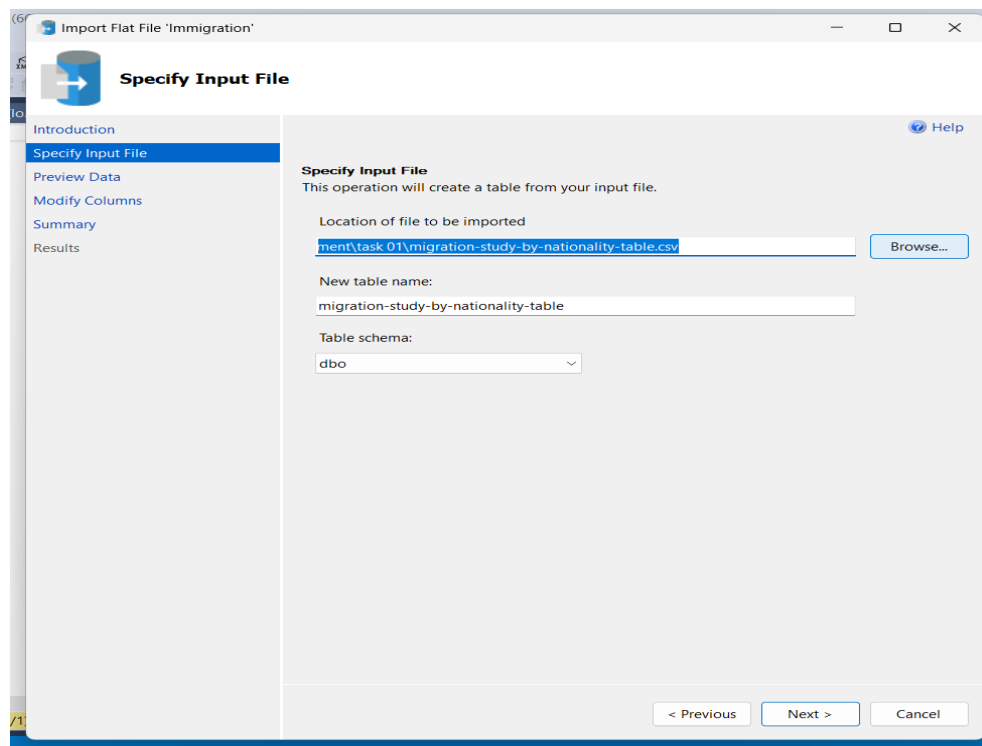 Import Flat File 'Immigration'
Specify Input File
Introduction
Help
Specify Input File
Preview Data
Modify Columns
Summary
Results
Specify Input File
This operation will create a table from your input file.
Location of file to be imported
ment\task 01\migration-study-by-nationality-table.csv
Browse...
New table name:
migration-study-by-nationality-table
Table schema:
dbo
< Previous
Next >
Cancel